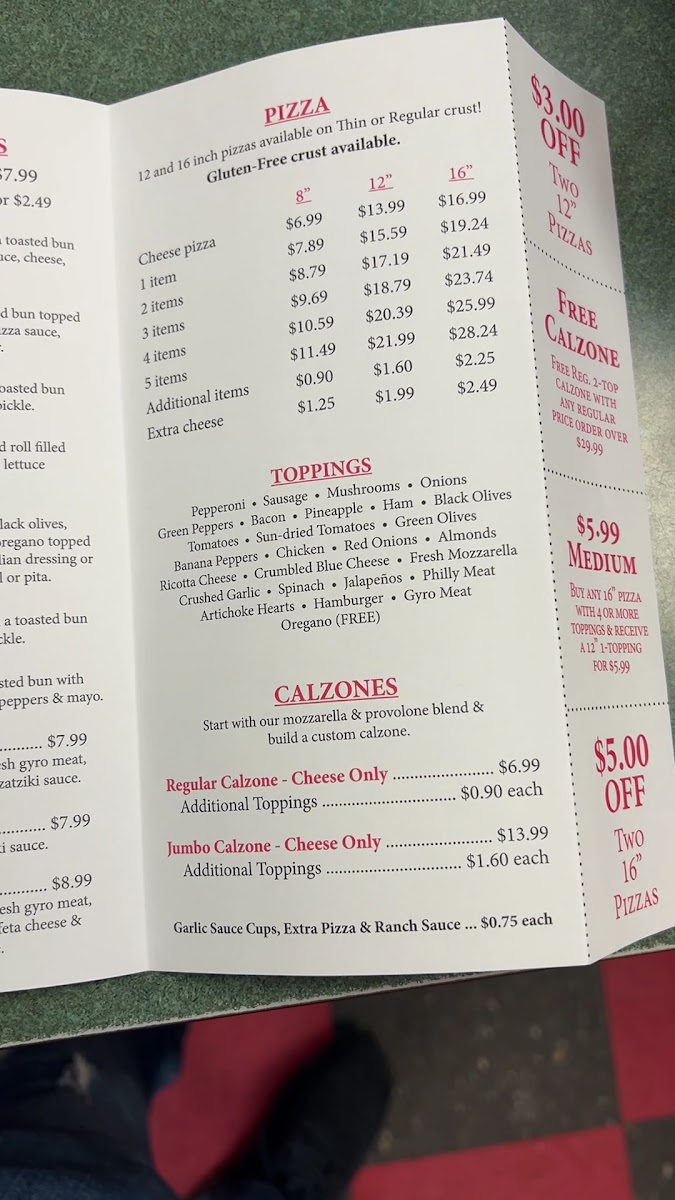 S
$7.99
or $2.49
toasted bun
uce, cheese,
d bun topped
zza sauce,
oasted bun
pickle.
d roll filled
lettuce
lack olives,
oregano topped
lian dressing or
l or pita.
a toasted bun
ckle.
sted bun with
peppers & mayo.
.......... $7.99
esh gyro meat,
zatziki sauce.
........... $7.99
i sauce.
........... $8.99
esh gyro meat,
feta cheese &
PIZZA
12 and 16 inch pizzas available on Thin or Regular crust!
Gluten-Free crust available.
8” 12” 16”
Cheese pizza $6.99 $13.99 $16.99
1 item $7.89 $15.59 $19.24
2 items $8.79 $17.19 $21.49
3 items $9.69 $18.79 $23.74
4 items $10.59 $20.39 $25.99
5 items $11.49 $21.99 $28.24
Additional items $0.90 $1.60 $2.25
Extra cheese $1.25 $1.99 $2.49
TOPPINGS
Pepperoni • Sausage • Mushrooms • Onions
Green Peppers • Bacon • Pineapple • Ham • Black Olives
Tomatoes • Sun-dried Tomatoes • Green Olives
Banana Peppers • Chicken • Red Onions • Almonds
Ricotta Cheese • Crumbled Blue Cheese • Fresh Mozzarella
Crushed Garlic • Spinach • Jalapeños • Philly Meat
Artichoke Hearts • Hamburger • Gyro Meat
Oregano (FREE)
CALZONES
Start with our mozzarella & provolone blend &
build a custom calzone.
Regular Calzone - Cheese Only ........................ $6.99
Additional Toppings ................................ $0.90 each
Jumbo Calzone - Cheese Only ......................... $13.99
Additional Toppings ................................ $1.60 each
Garlic Sauce Cups, Extra Pizza & Ranch Sauce ... $0.75 each
$3.00
OFF
Two
12”
Pizzas
Free
Calzone
Free Reg. 2-top
calzone with
any regular
price order over
$29.99
$5.99
Medium
Buy any 16” pizza
with 4 or more
toppings & receive
a 12” 1-topping
for $5.99
$5.00
OFF
Two
16”
Pizzas